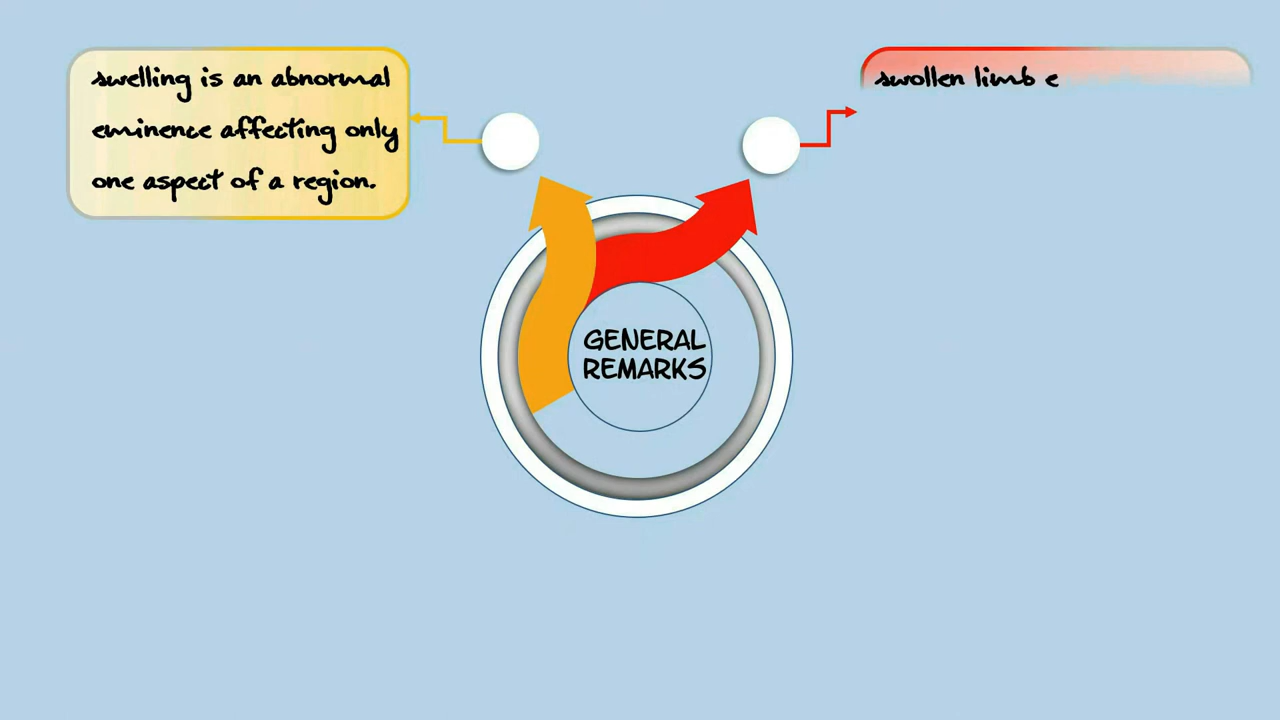 swelling is an abnormal
eminence affecting only
one aspect of a region.
swollen limb e
GENERAL
REMARKS